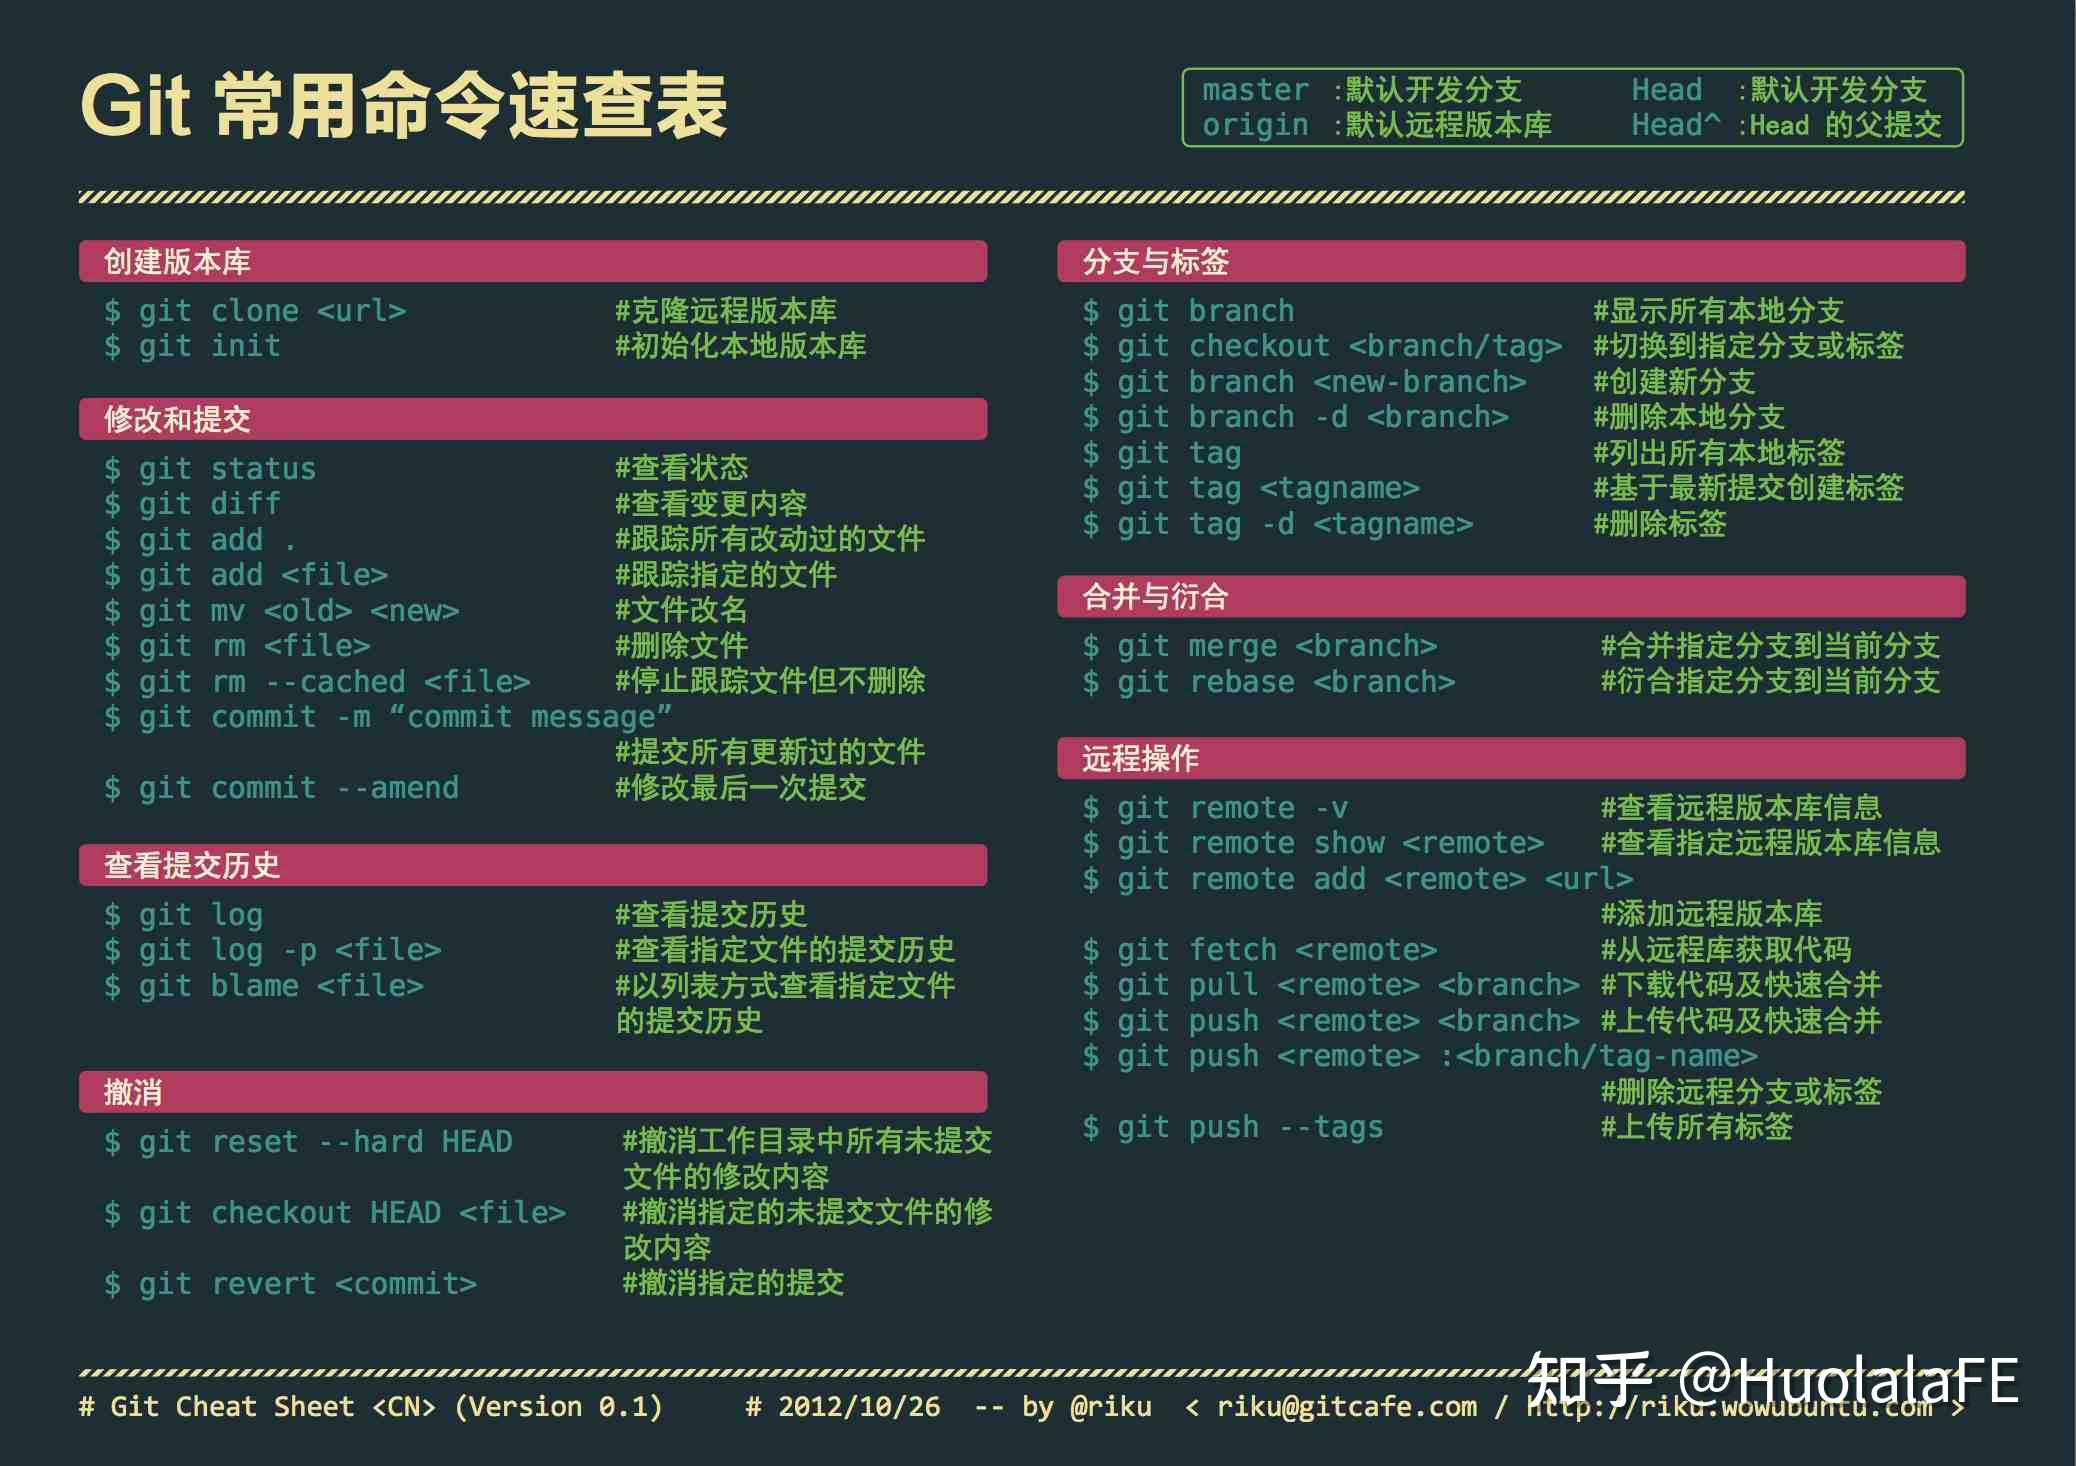 Git 常用命令速查表
master :默认开发分支 Head :默认开发分支
origin :默认远程版本库 Head^ :Head 的父提交
创建版本库
$ git clone <url> #克隆远程版本库
$ git init #初始化本地版本库
修改和提交
$ git status #查看状态
$ git diff #查看变更内容
$ git add . #跟踪所有改动过的文件
$ git add <file> #跟踪指定的文件
$ git mv <old> <new> #文件改名
$ git rm <file> #删除文件
$ git rm --cached <file> #停止跟踪文件但不删除
$ git commit -m “commit message”
#提交所有更新过的文件
$ git commit --amend #修改最后一次提交
查看提交历史
$ git log #查看提交历史
$ git log -p <file> #查看指定文件的提交历史
$ git blame <file> #以列表方式查看指定文件
的提交历史
撤消
$ git reset --hard HEAD #撤消工作目录中所有未提交
文件的修改内容
$ git checkout HEAD <file> #撤消指定的未提交文件的修
改内容
$ git revert <commit> #撤消指定的提交
分支与标签
$ git branch #显示所有本地分支
$ git checkout <branch/tag> #切换到指定分支或标签
$ git branch <new-branch> #创建新分支
$ git branch -d <branch> #删除本地分支
$ git tag #列出所有本地标签
$ git tag <tagname> #基于最新提交创建标签
$ git tag -d <tagname> #删除标签
合并与衍合
$ git merge <branch> #合并指定分支到当前分支
$ git rebase <branch> #衍合指定分支到当前分支
远程操作
$ git remote -v #查看远程版本库信息
$ git remote show <remote> #查看指定远程版本库信息
$ git remote add <remote> <url>
#添加远程版本库
$ git fetch <remote> #从远程库获取代码
$ git pull <remote> <branch> #下载代码及快速合并
$ git push <remote> <branch> #上传代码及快速合并
$ git push <remote> :<branch/tag-name>
#删除远程分支或标签
$ git push --tags #上传所有标签
# Git Cheat Sheet <CN> (Version 0.1) # 2012/10/26 -- by @riku < riku@gitcafe.com / http://riku.wowubuntu.com >
知乎 @HuolalaFE